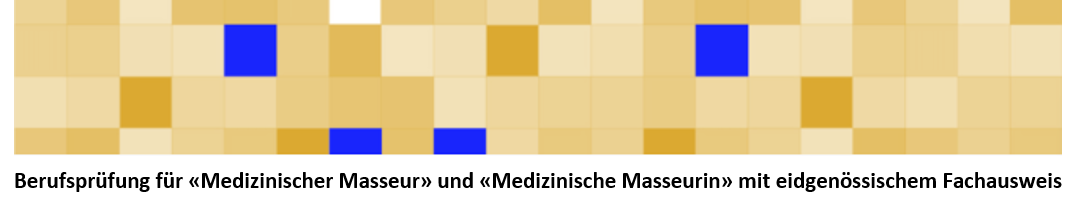 Berufsprüfung für «Medizinischer Masseur» und «Medizinische Masseurin» mit eidgenössischem Fachausweis